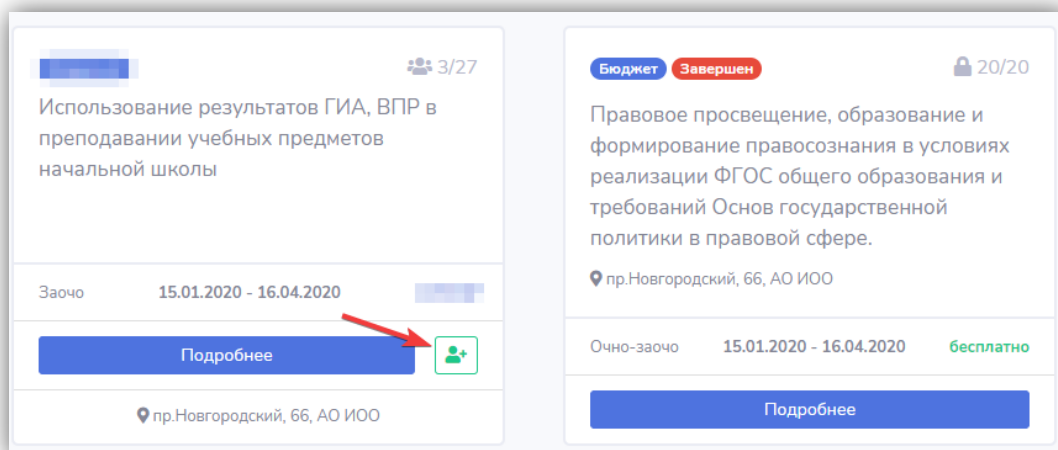 3/27
Использование результатов ГИА, ВПР в
преподавании учебных предметов
начальной школы
Заочо
15.01.2020 - 16.04.2020
Подробнее
пр.Новгородский, 66, АО ИОО
Бюджет
Завершен
20/20
Правовое просвещение, образование и
формирование правосознания в условиях
реализации ФГОС общего образования и
требований Основ государственной
политики в правовой сфере.
пр.Новгородский, 66, АО ИОО
Очно-заочо
15.01.2020 - 16.04.2020
бесплатно
Подробнее